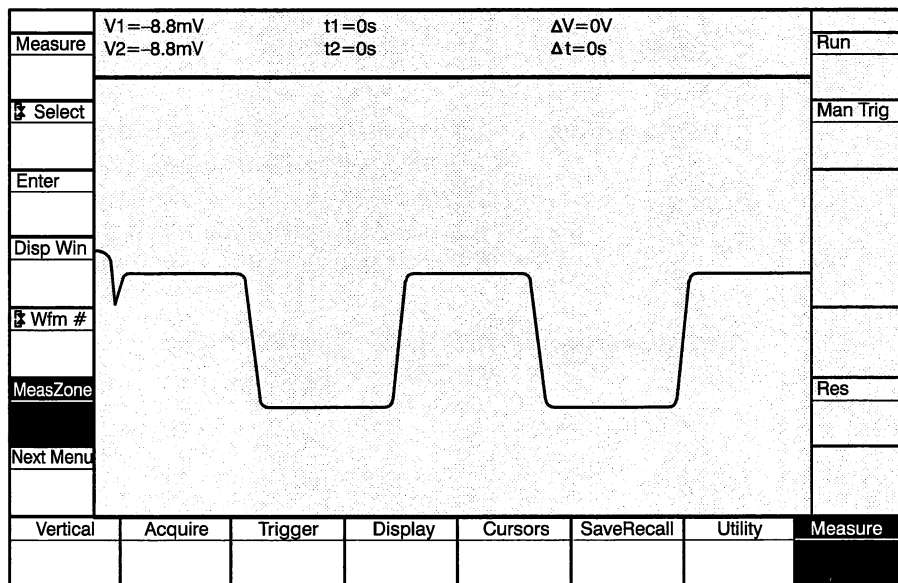 V1=–8.8mV t1=0s ΔV=0V
V2=–8.8mV t2=0s Δt=0s
Measure
Select
Enter
Disp Win
Wfm #
MeasZone
Next Menu
Run
Man Trig
Res
Vertical Acquire Trigger Display Cursors SaveRecall Utility Measure